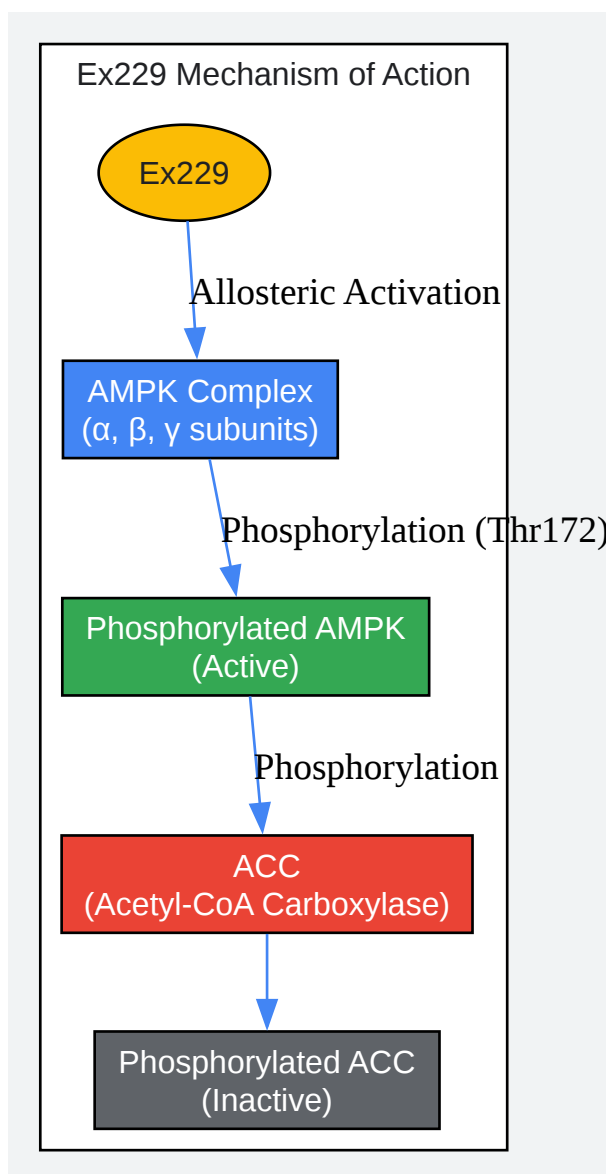 Ex229 Mechanism of Action
Ex229
Allosteric Activation
AMPK Complex
(α, β, γ subunits)
Phosphorylation (Thr172)
Phosphorylated AMPK
(Active)
Phosphorylation
ACC
(Acetyl-CoA Carboxylase)
Phosphorylated ACC
(Inactive)